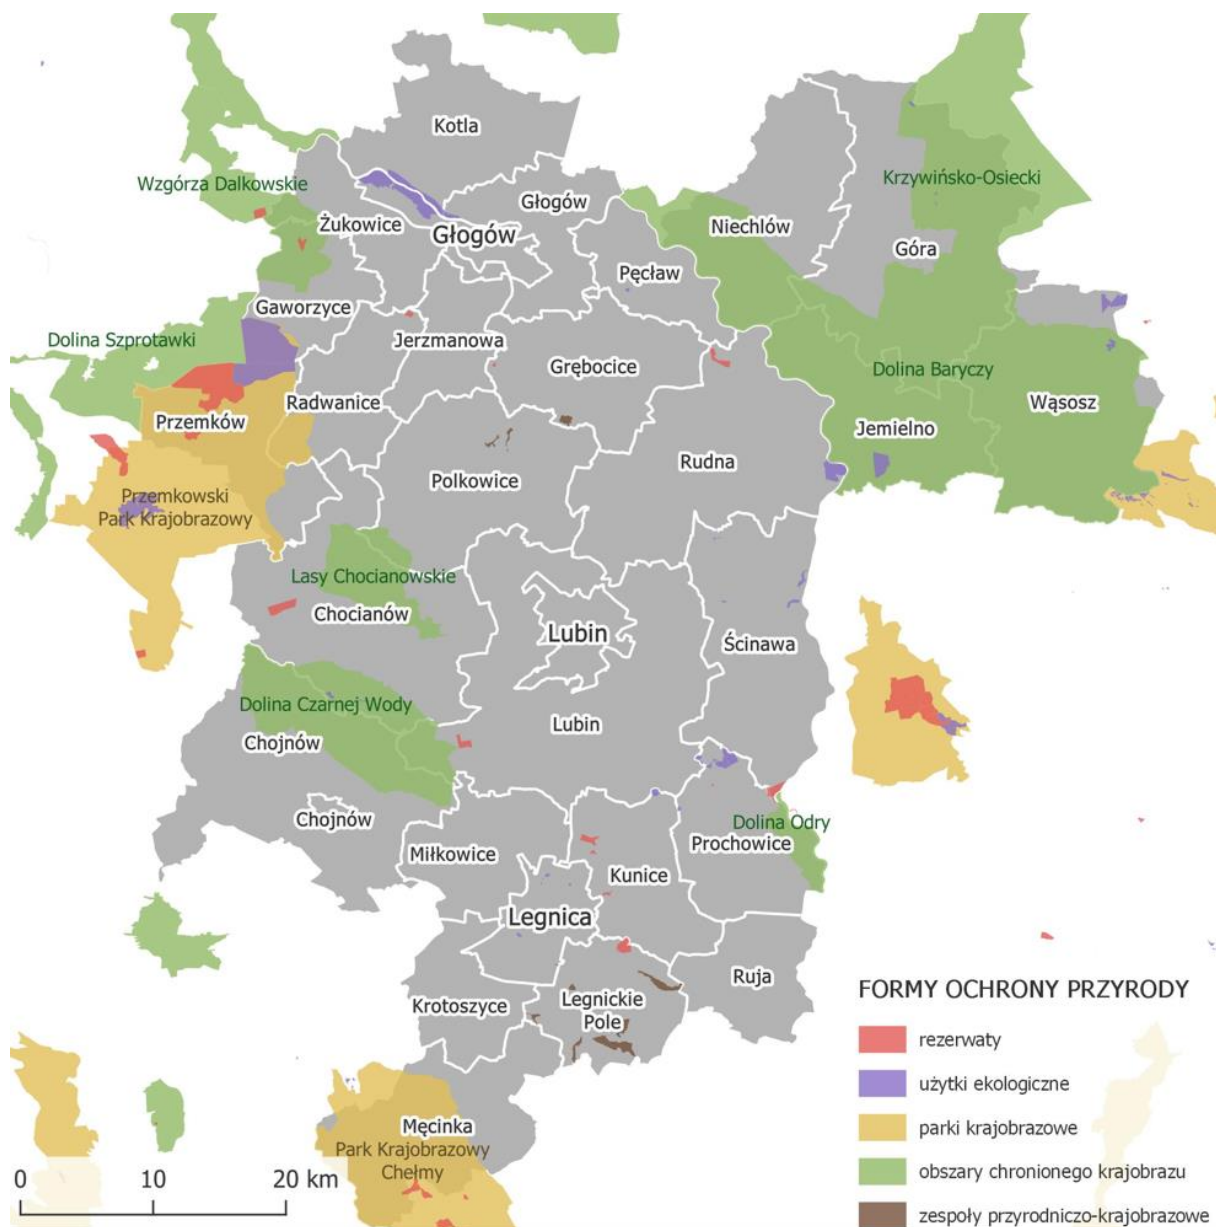 Kotla
Wzgórza Dalkowskie
Krzywińsko-Osiecki
Głogów
Żukowice
Niechlów
Głogów
Góra
Pęcław
Gaworzyce
Dolina Szprotawki
Jerzmanowa
Grębocice
Dolina Baryczy
Radwanice
Wąsosz
Przemków
Jemielno
Rudna
Polkowice
Przemkowski
Park Krajobrazowy
Lasy Chocianowskie
Chocianów
Lubin
Ścinawa
Dolina Czarnej Wody
Lubin
Chojnów
Chojnów
Dolina Odry
Prochowice
Miłkowice
Kunice
Legnica
Ruja
Krotoszyce
Legnickie
Pole
Męcinka
Park Krajobrazowy
Chełmy
0 10 20 km
FORMY OCHRONY PRZYRODY
rezerwaty
użytki ekologiczne
parki krajobrazowe
obszary chronionego krajobrazu
zespoły przyrodniczo-krajobrazowe